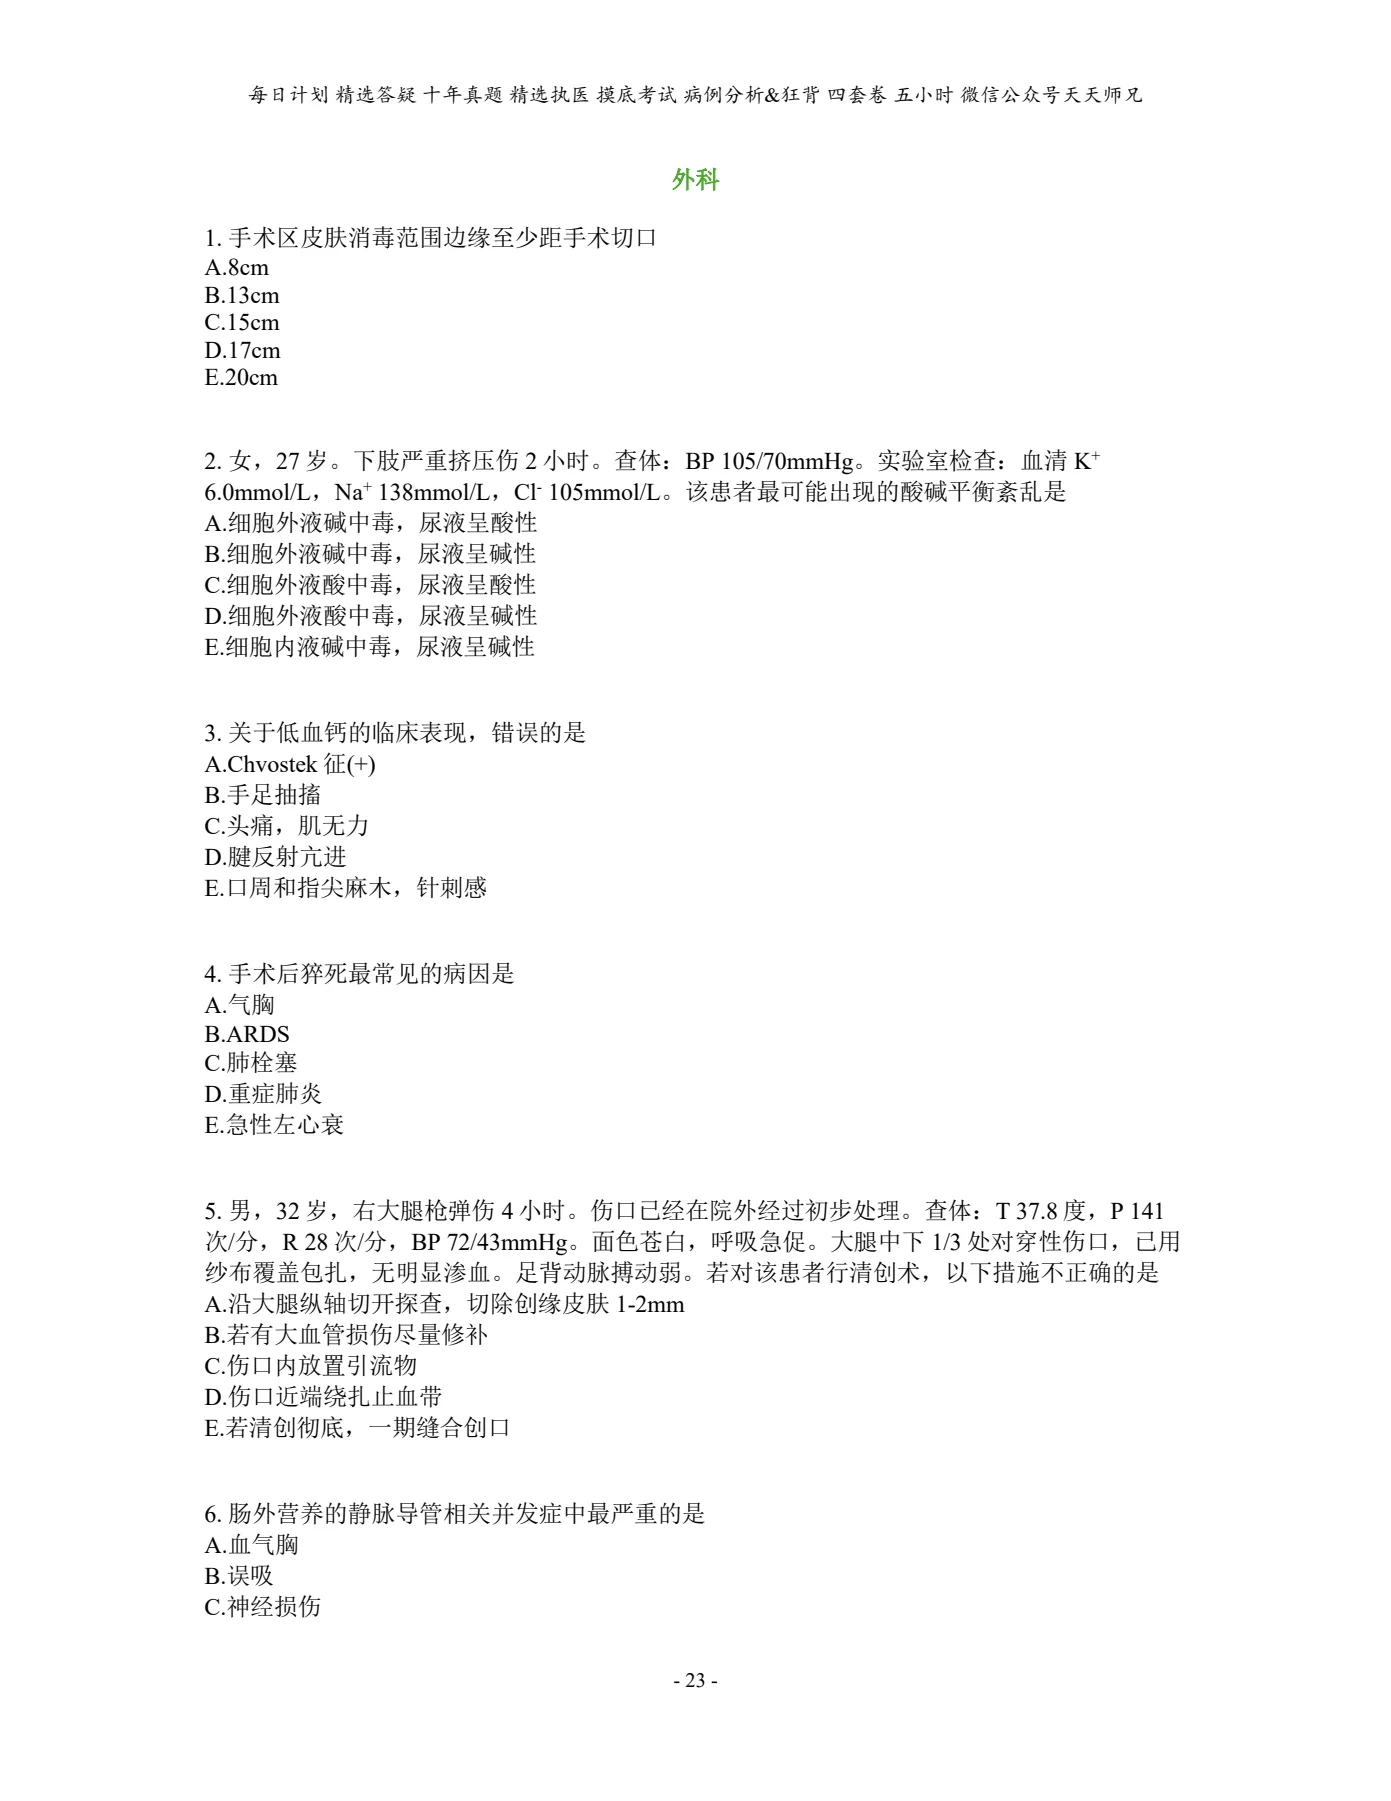 每日计划 精选答疑 十年真题 精选执医 摸底考试 病例分析&狂背 四套卷 五小时 微信公众号天天师兄
外科
1. 手术区皮肤消毒范围边缘至少距手术切口
A.8cm
B.13cm
C.15cm
D.17cm
E.20cm
2. 女，27 岁。下肢严重挤压伤 2 小时。查体：BP 105/70mmHg。实验室检查：血清 K⁺
6.0mmol/L，Na⁺ 138mmol/L，Cl⁻ 105mmol/L。该患者最可能出现的酸碱平衡紊乱是
A.细胞外液碱中毒，尿液呈酸性
B.细胞外液碱中毒，尿液呈碱性
C.细胞外液酸中毒，尿液呈酸性
D.细胞外液酸中毒，尿液呈碱性
E.细胞内液碱中毒，尿液呈碱性
3. 关于低血钙的临床表现，错误的是
A.Chvostek 征(+)
B.手足抽搐
C.头痛，肌无力
D.腱反射亢进
E.口周和指尖麻木，针刺感
4. 手术后猝死最常见的病因是
A.气胸
B.ARDS
C.肺栓塞
D.重症肺炎
E.急性左心衰
5. 男，32 岁，右大腿枪弹伤 4 小时。伤口已经在院外经过初步处理。查体：T 37.8 度，P 141
次/分，R 28 次/分，BP 72/43mmHg。面色苍白，呼吸急促。大腿中下 1/3 处对穿性伤口，已用
纱布覆盖包扎，无明显渗血。足背动脉搏动弱。若对该患者行清创术，以下措施不正确的是
A.沿大腿纵轴切开探查，切除创缘皮肤 1-2mm
B.若有大血管损伤尽量修补
C.伤口内放置引流物
D.伤口近端绕扎止血带
E.若清创彻底，一期缝合创口
6. 肠外营养的静脉导管相关并发症中最严重的是
A.血气胸
B.误吸
C.神经损伤
- 23 -